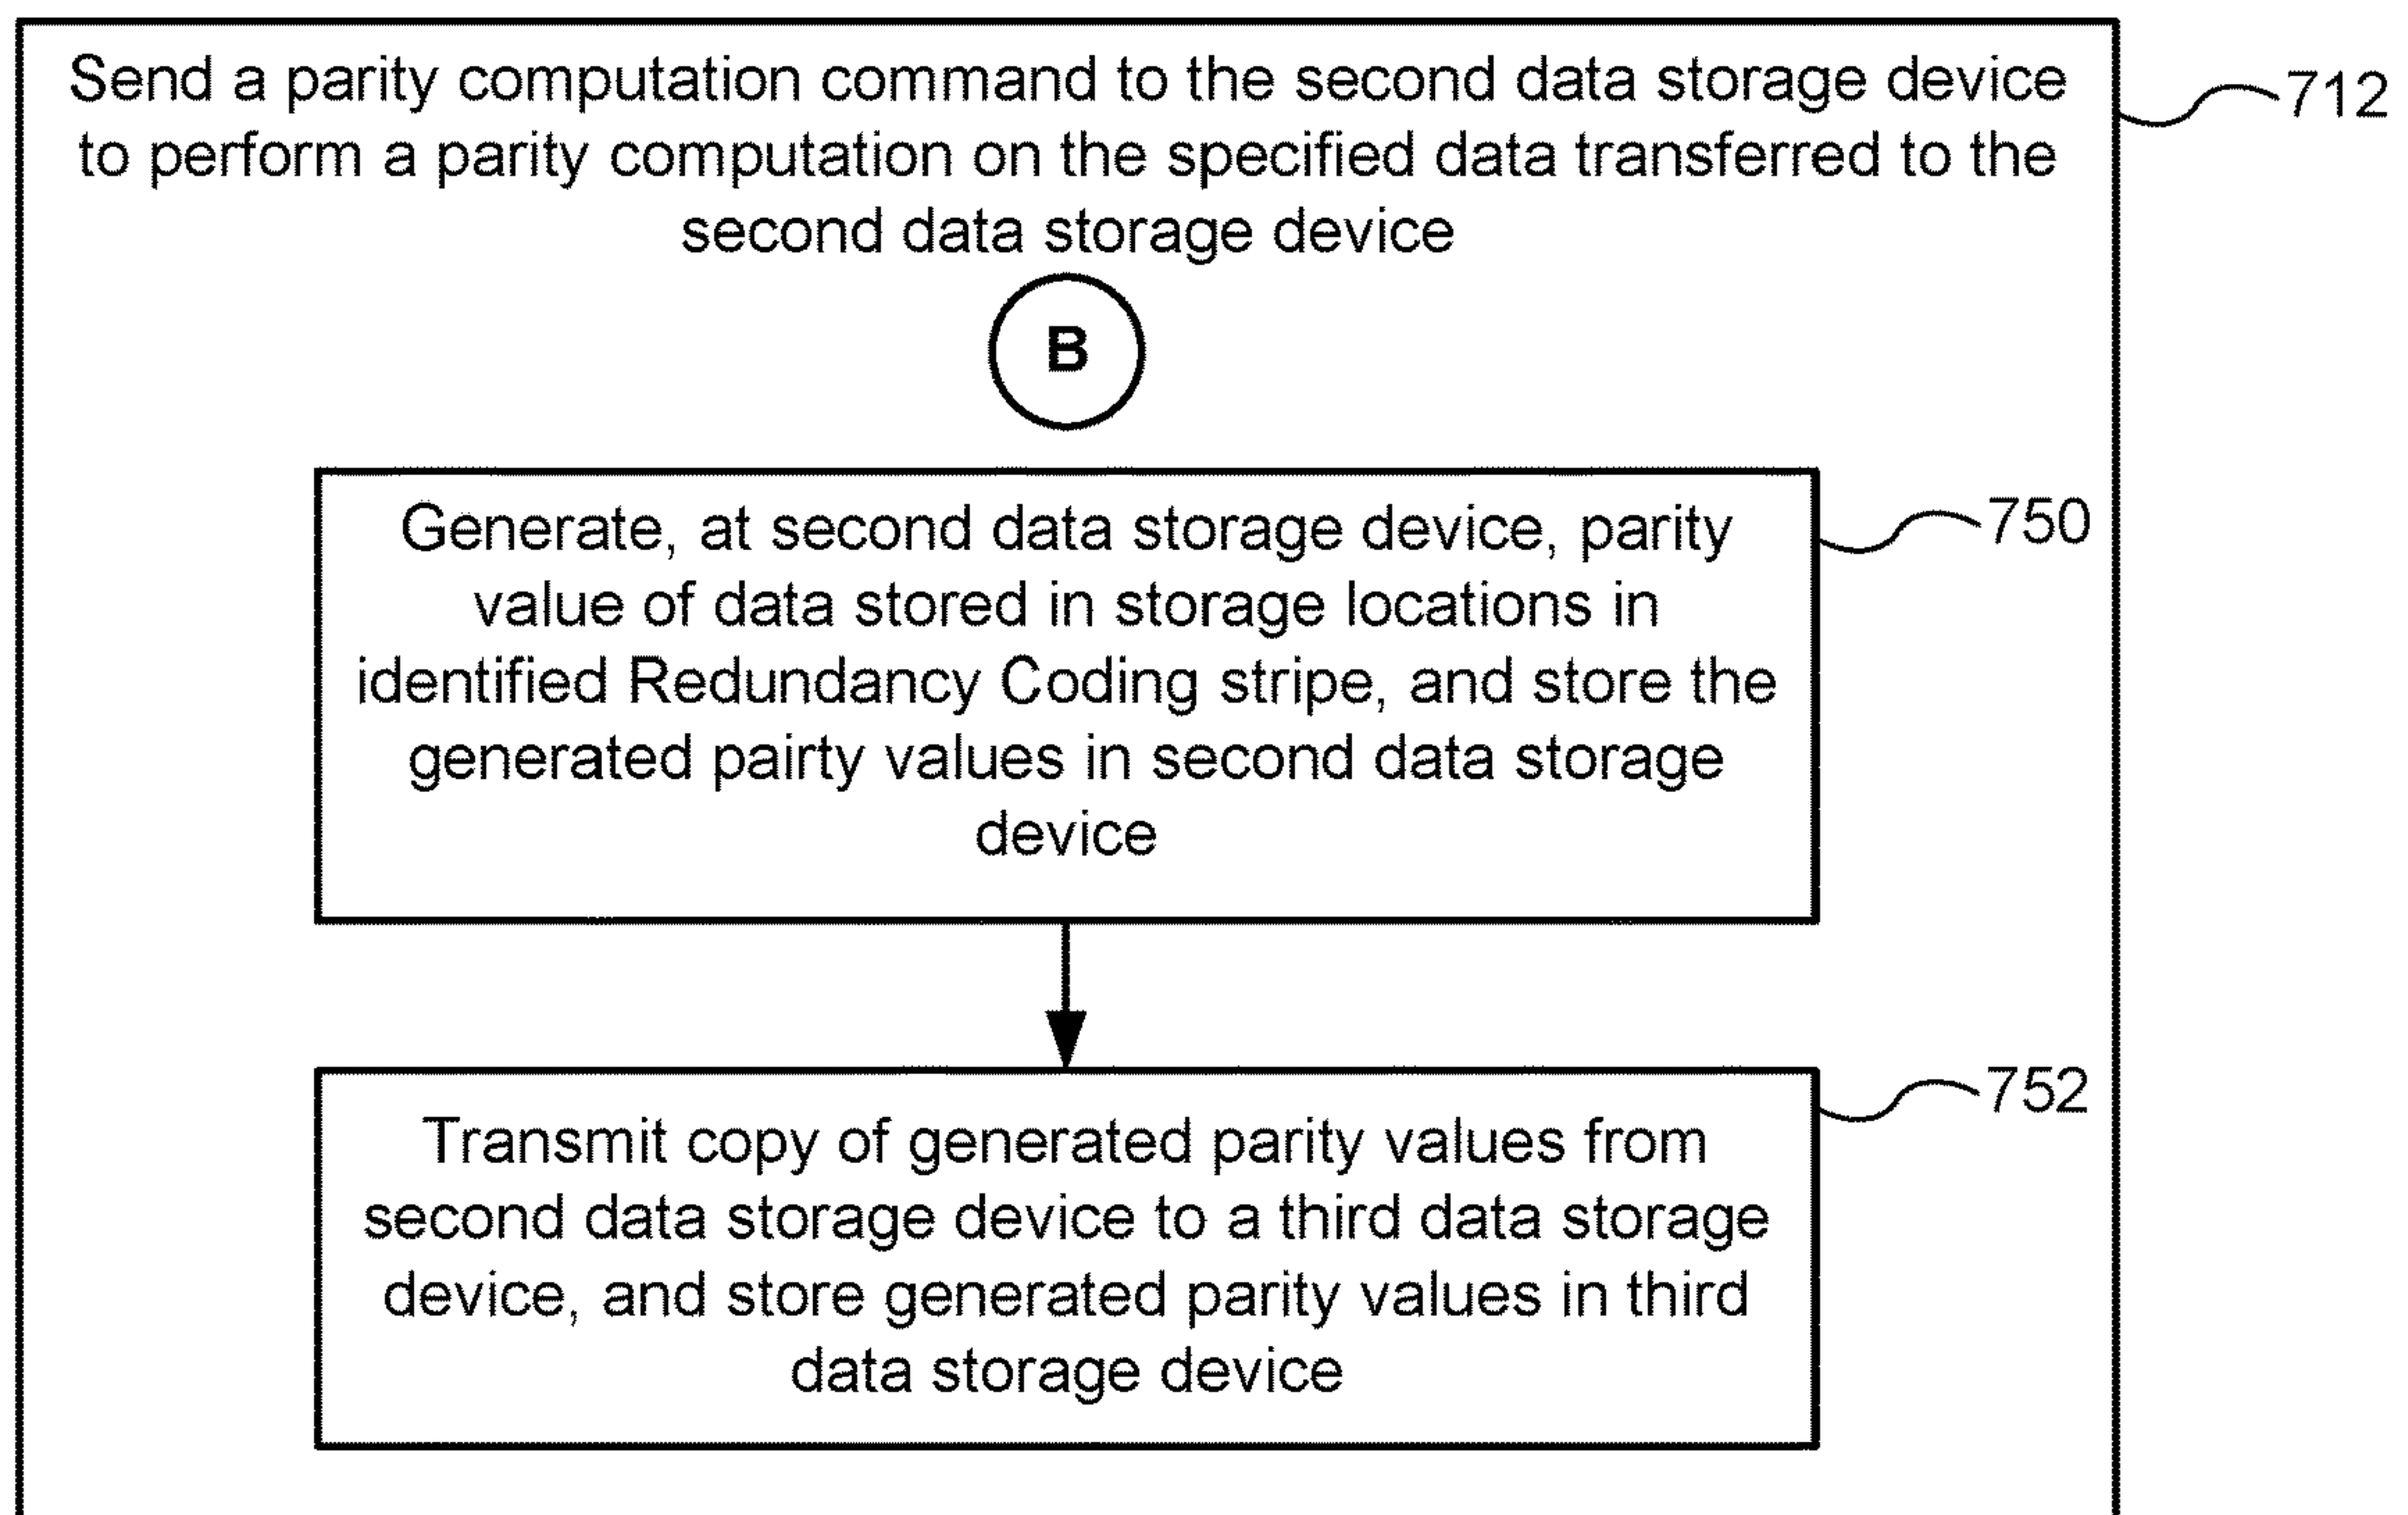 Send a parity computation command to the second data storage device
to perform a parity computation on the specified data transferred to the
second data storage device
712
B
Generate, at second data storage device, parity
value of data stored in storage locations in
identified Redundancy Coding stripe, and store the
generated pairty values in second data storage
device
750
Transmit copy of generated parity values from
second data storage device to a third data storage
device, and store generated parity values in third
data storage device
752